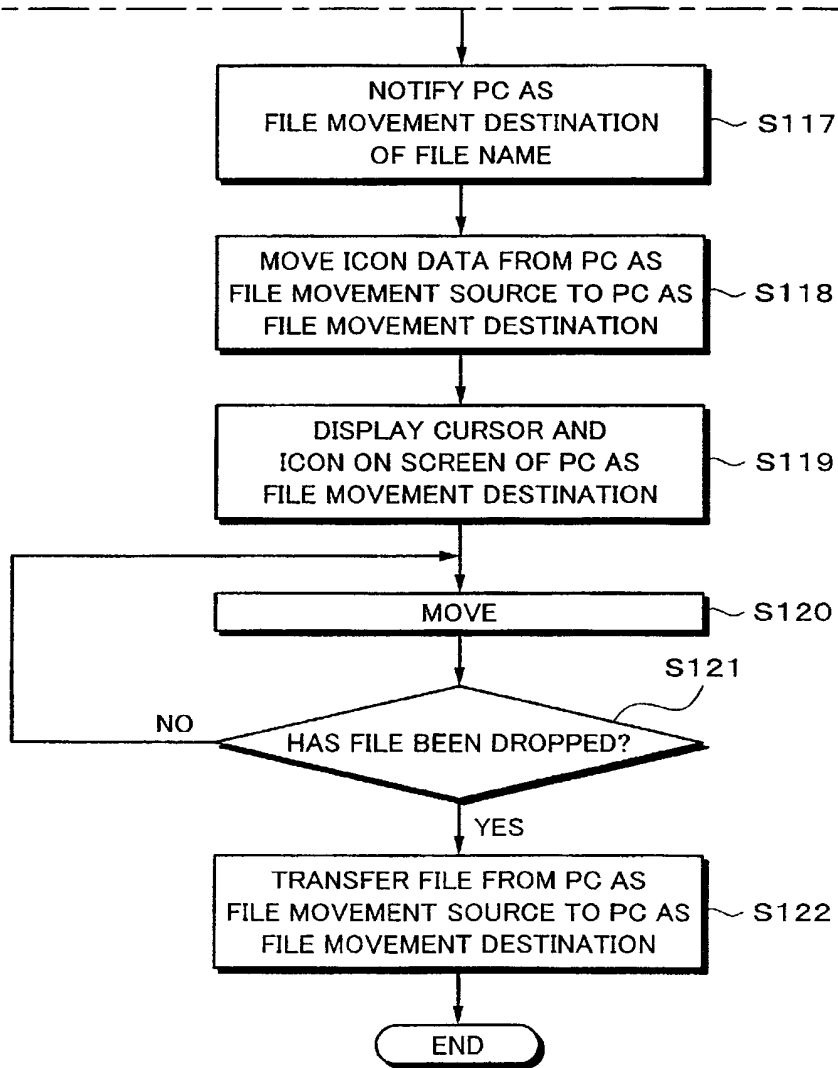 NOTIFY PC AS
FILE MOVEMENT DESTINATION
OF FILE NAME
S117
MOVE ICON DATA FROM PC AS
FILE MOVEMENT SOURCE TO PC AS
FILE MOVEMENT DESTINATION
S118
DISPLAY CURSOR AND
ICON ON SCREEN OF PC AS
FILE MOVEMENT DESTINATION
S119
MOVE
S120
S121
NO
HAS FILE BEEN DROPPED?
YES
TRANSFER FILE FROM PC AS
FILE MOVEMENT SOURCE TO PC AS
FILE MOVEMENT DESTINATION
S122
END